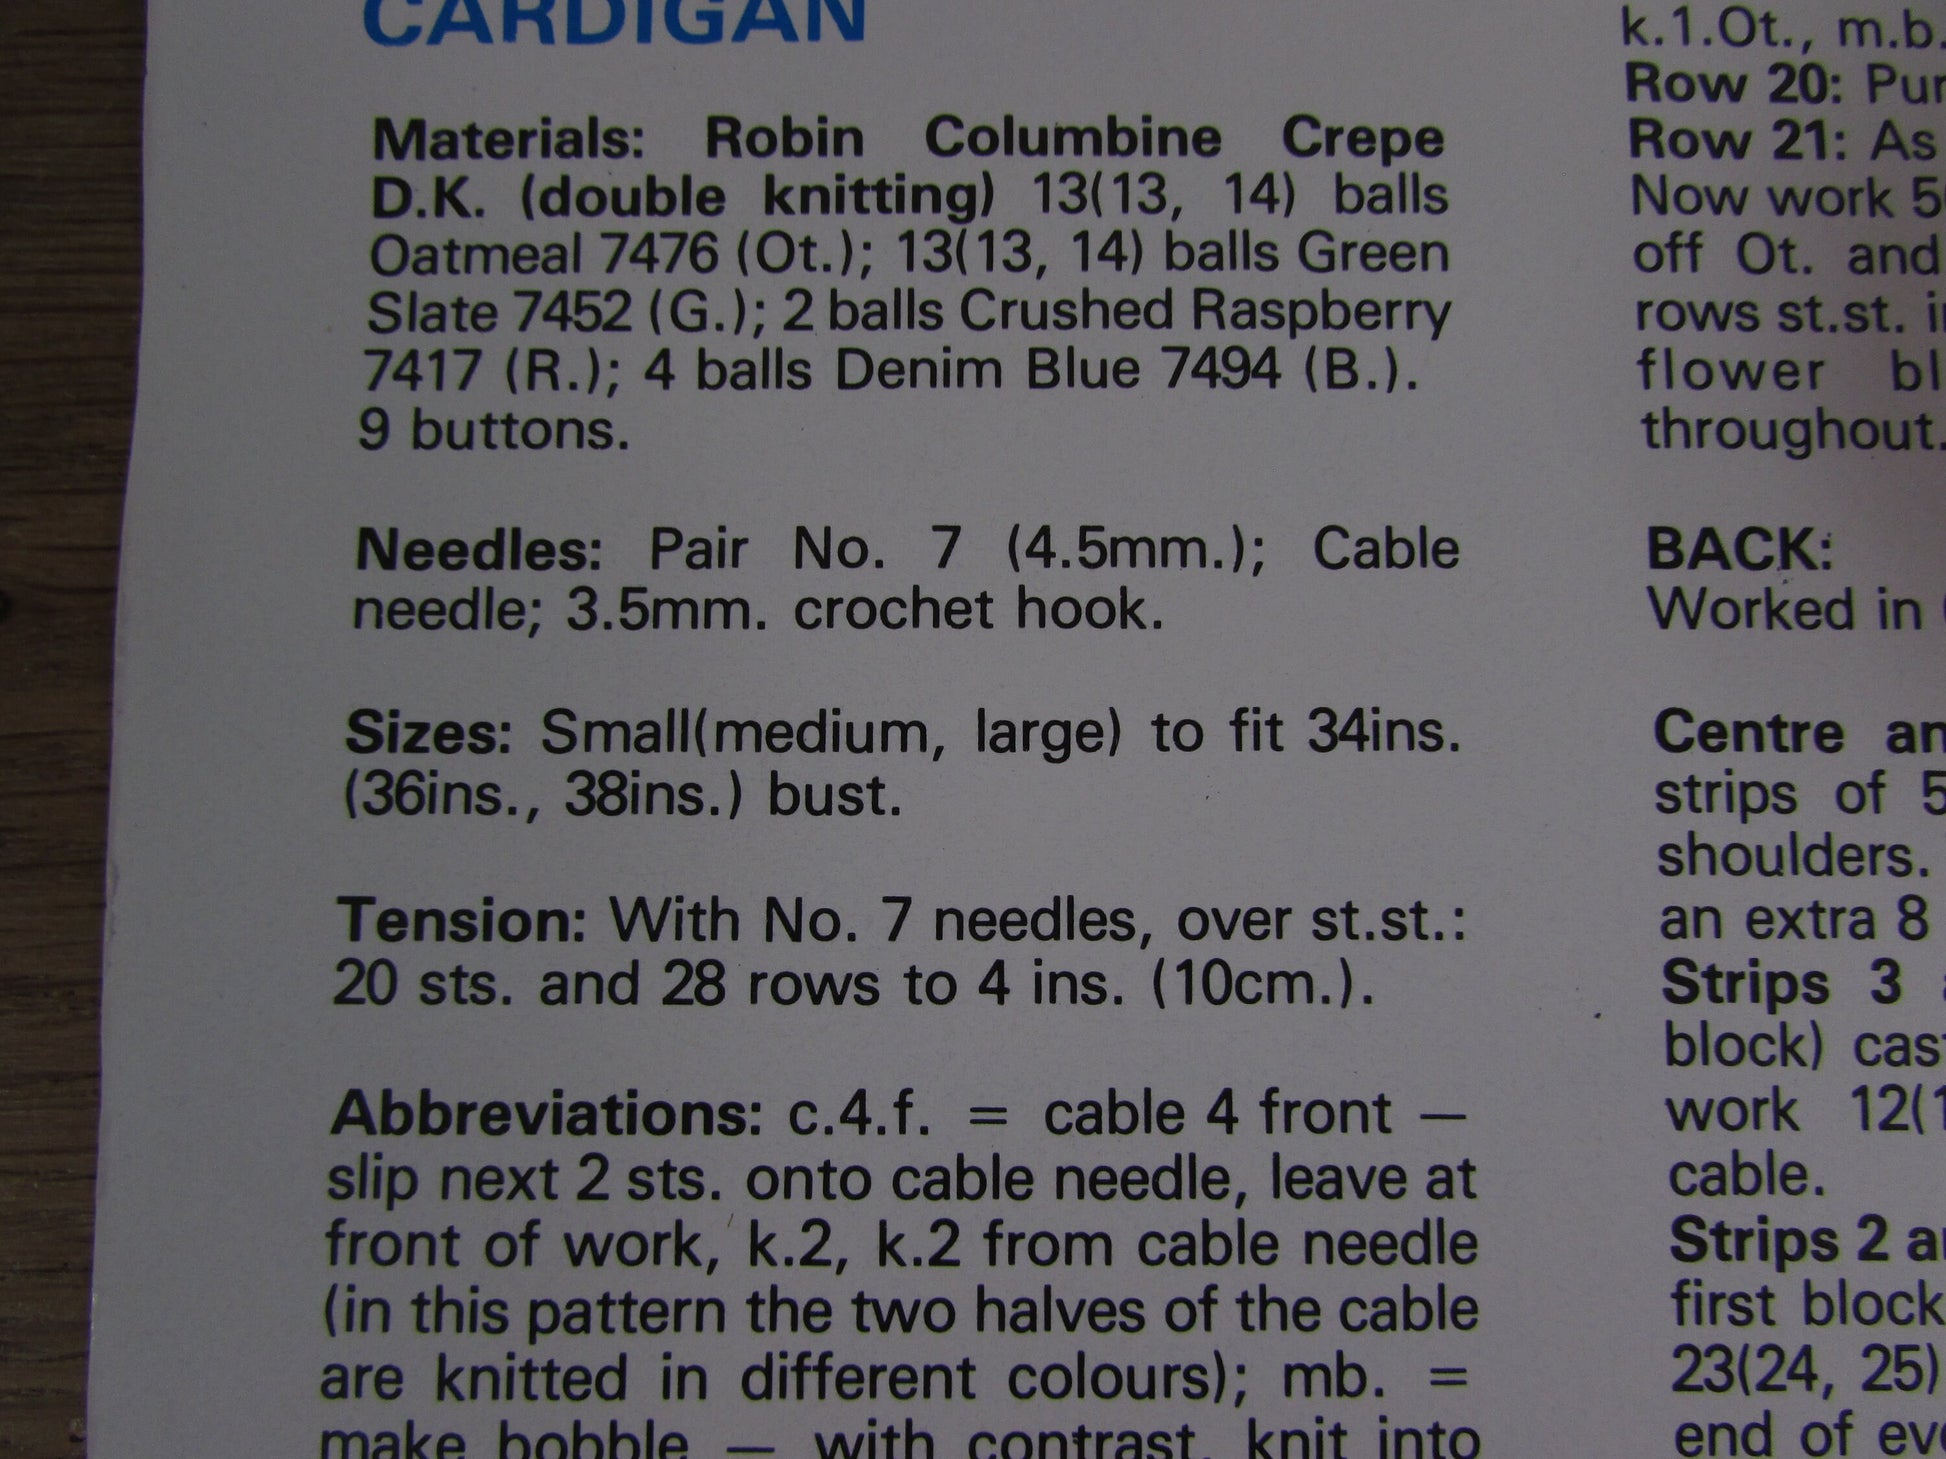 CARDIGAN
Materials: Robin Columbine Crepe
D.K. (double knitting) 13(13, 14) balls
Oatmeal 7476 (Ot.); 13(13, 14) balls Green
Slate 7452 (G.); 2 balls Crushed Raspberry
7417 (R.); 4 balls Denim Blue 7494 (B.).
9 buttons.
Needles: Pair No. 7 (4.5mm.); Cable
needle; 3.5mm. crochet hook.
Sizes: Small(medium, large) to fit 34ins.
(36ins., 38ins.) bust.
Tension: With No. 7 needles, over st.st.:
20 sts. and 28 rows to 4 ins. (10cm.).
Abbreviations: c.4.f. = cable 4 front —
slip next 2 sts. onto cable needle, leave at
front of work, k.2, k.2 from cable needle
(in this pattern the two halves of the cable
are knitted in different colours); mb. =
make bobble — with contrast, knit into
k.1.Ot., m.b.
Row 20:
Row 21: As
Now work
off Ot. and
rows st.st.
flower
throughout.
BACK:
Worked in
Centre
strips of
shoulders.
an extra 8
Strips 3
block)
work
cable.
Strips 2
first block
23(24, 25)
end of